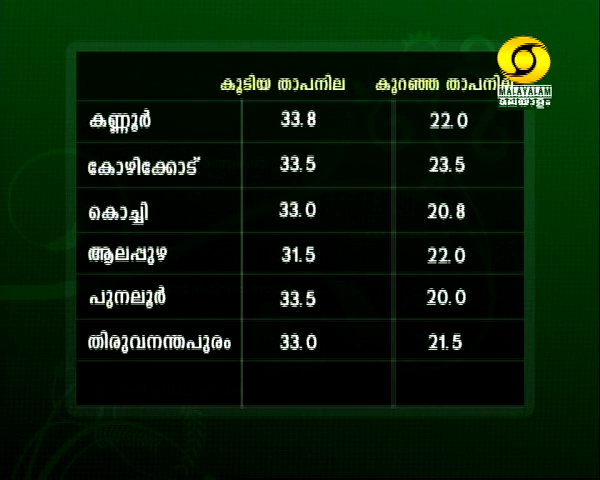 കൂടിയ താപനില കുറഞ്ഞ താപനില
MALAYALAM
മലയാളം
കണ്ണൂർ 33.8 22.0
കോഴിക്കോട് 33.5 23.5
കൊച്ചി 33.0 20.8
ആലപ്പുഴ 31.5 22.0
പുനലൂർ 33.5 20.0
തിരുവനന്തപുരം 33.0 21.5